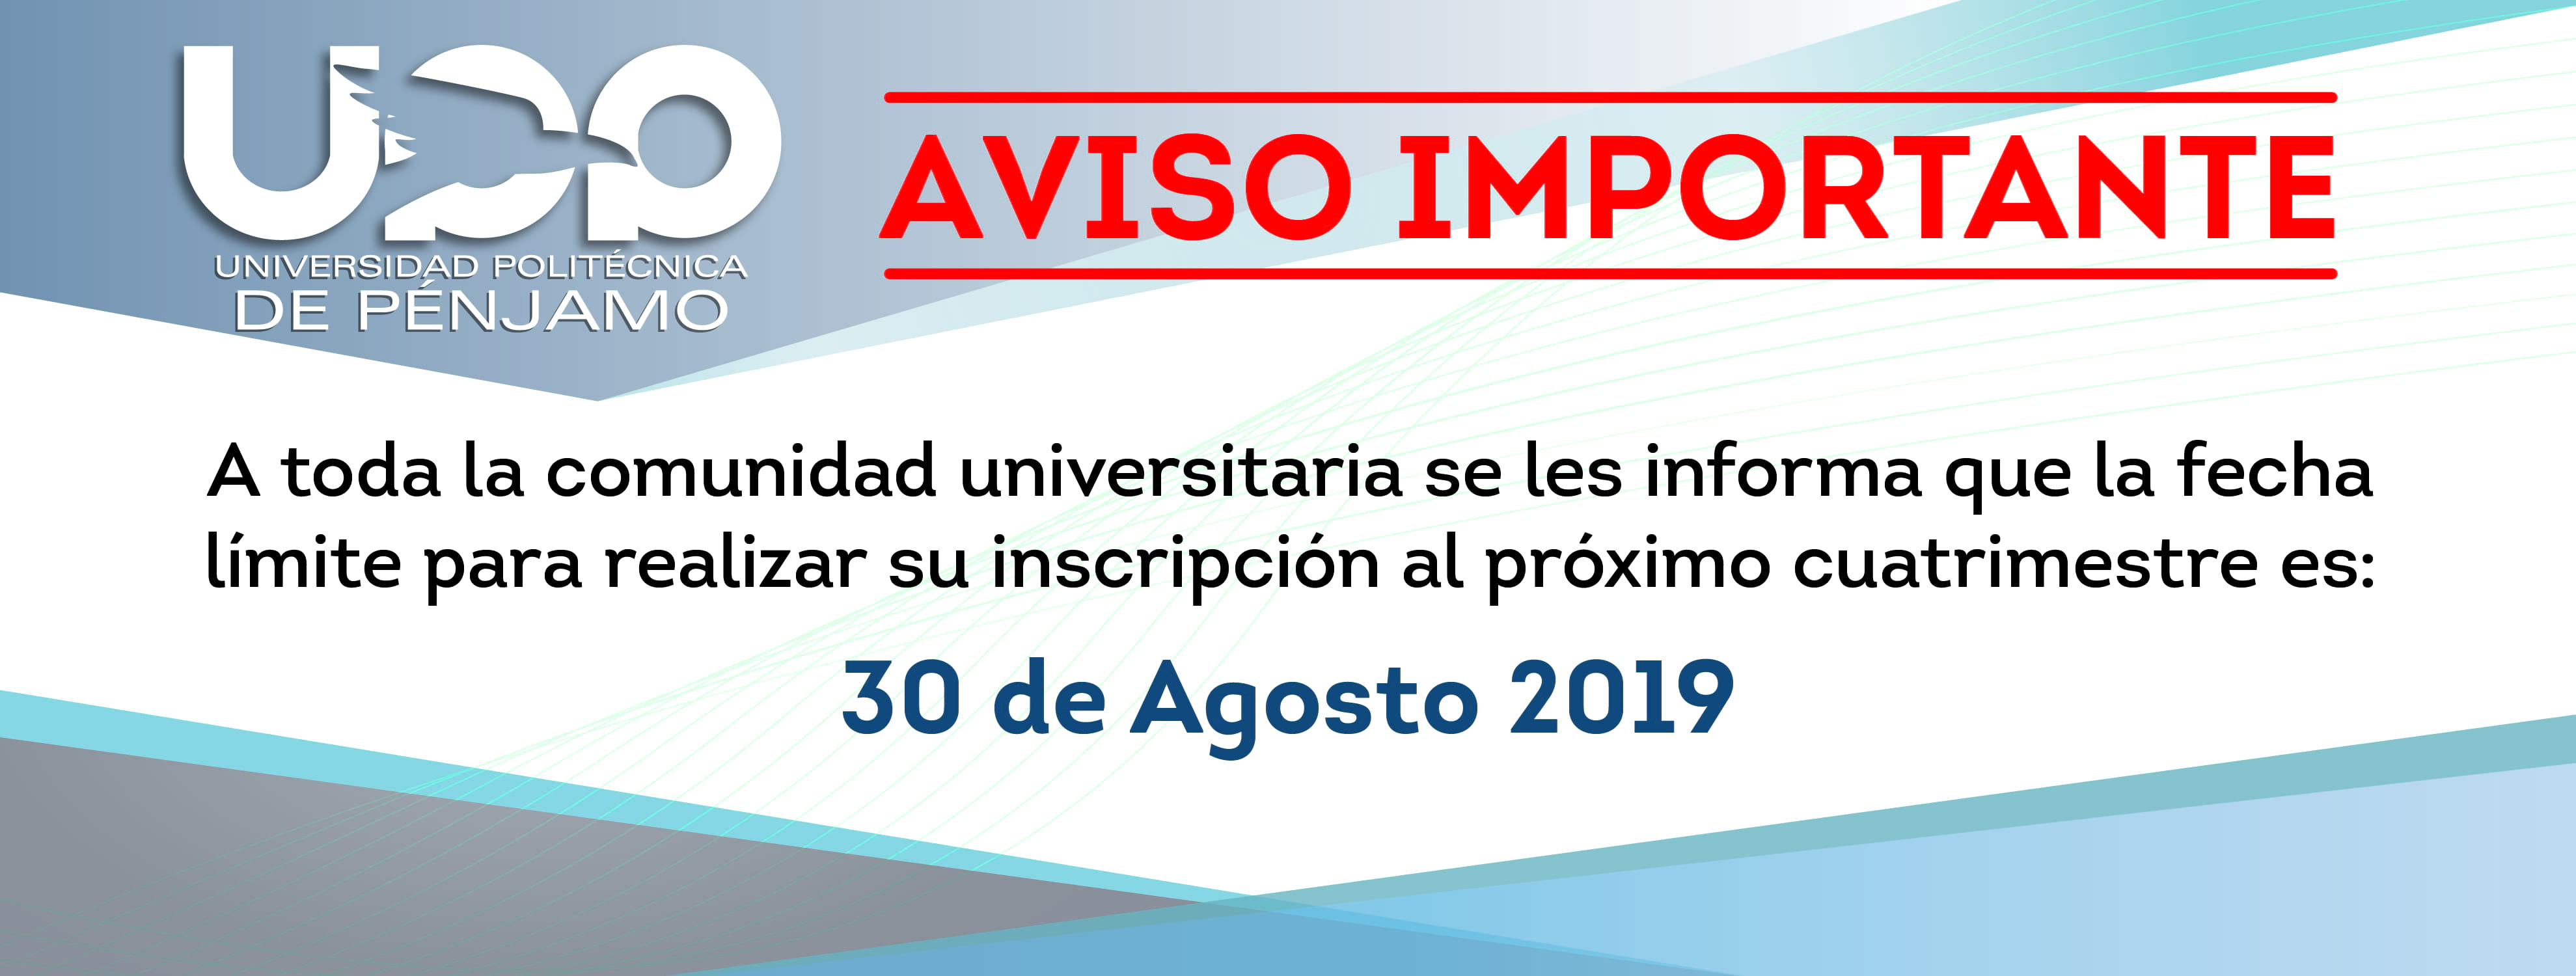 UPP
UNIVERSIDAD POLITÉCNICA
DE PÉNJAMO
AVISO IMPORTANTE
A toda la comunidad universitaria se les informa que la fecha
límite para realizar su inscripción al próximo cuatrimestre es:
30 de Agosto 2019